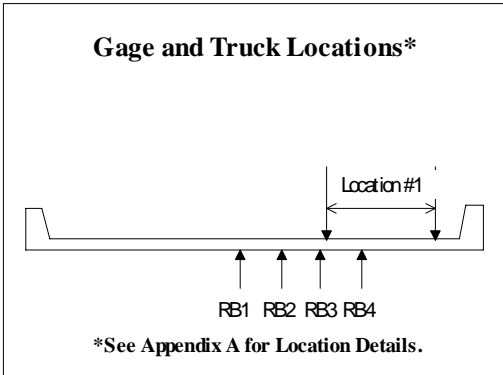 Gage and Truck Locations*
Location #1
RB1 RB2 RB3 RB4
*See Appendix A for Location Details.